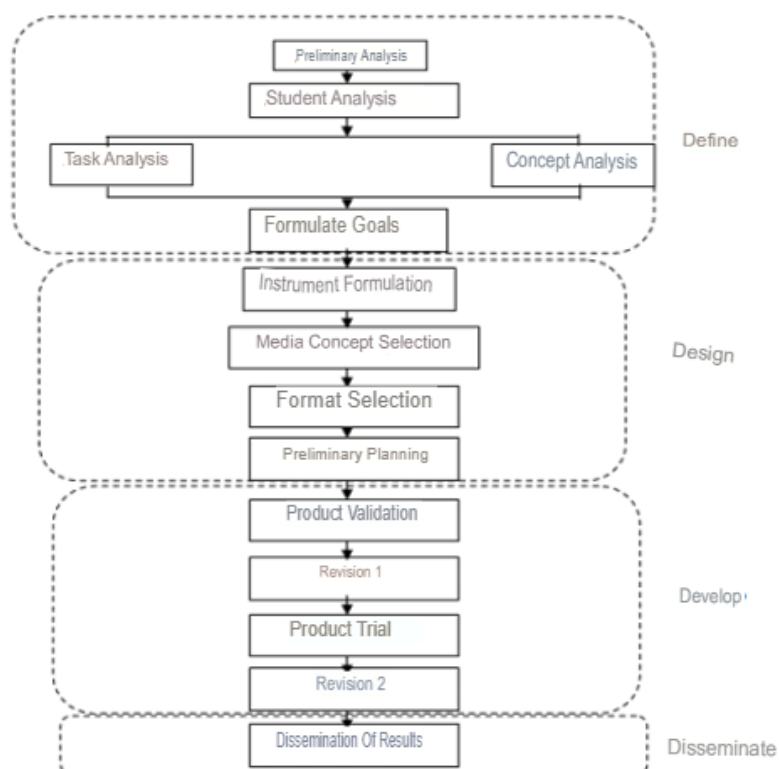 Preliminary Analysis
Student Analysis
Task Analysis
Concept Analysis
Define
Formulate Goals
Instrument Formulation
Media Concept Selection
Design
Format Selection
Preliminary Planning
Product Validation
Revision 1
Develop
Product Trial
Revision 2
Dissemination Of Results
Disseminate